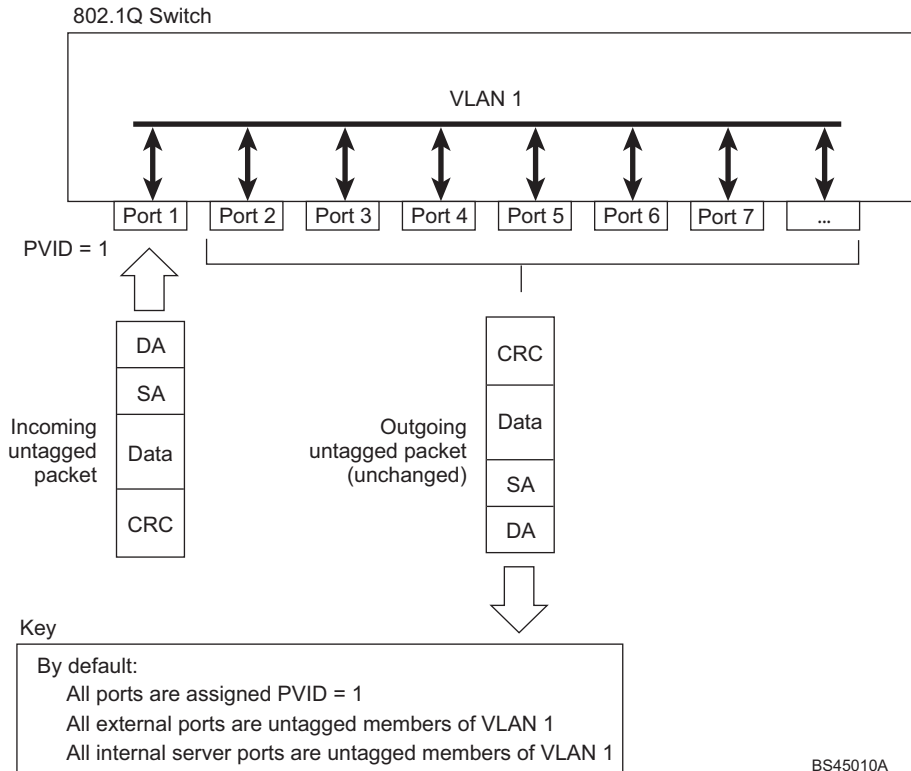 802.1Q Switch
VLAN 1
Port 1
Port 2
Port 3
Port 4
Port 5
Port 6
Port 7
...
PVID = 1
DA
SA
Data
CRC
Incoming
untagged
packet
CRC
Data
SA
DA
Outgoing
untagged packet
(unchanged)
Key
By default:
All ports are assigned PVID = 1
All external ports are untagged members of VLAN 1
All internal server ports are untagged members of VLAN 1
BS45010A